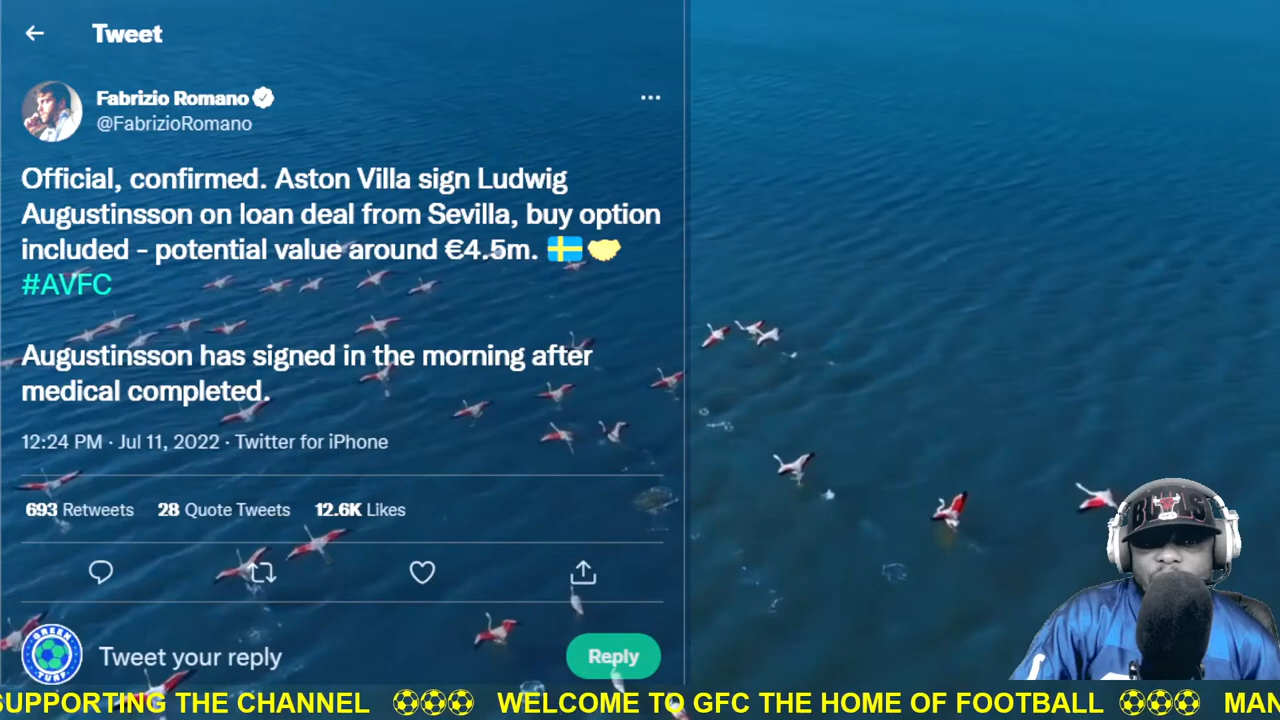 Tweet
Fabrizio Romano
@FabrizioRomano
Official, confirmed. Aston Villa sign Ludwig
Augustinsson on loan deal from Sevilla, buy option
included - potential value around €4.5m. 🇸🇪🤝
#AVFC
Augustinsson has signed in the morning after
medical completed.
12:24 PM · Jul 11, 2022 · Twitter for iPhone
693 Retweets 28 Quote Tweets 12.6K Likes
BULLS
GREEN
TURF
Tweet your reply
Reply
SUPPORTING THE CHANNEL ⚽⚽⚽ WELCOME TO GFC THE HOME OF FOOTBALL ⚽⚽⚽ MAN